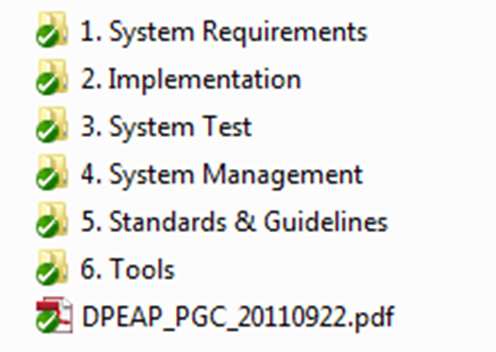 1. System Requirements
2. Implementation
3. System Test
4. System Management
5. Standards & Guidelines
6. Tools
DPEAP_PGC_20110922.pdf